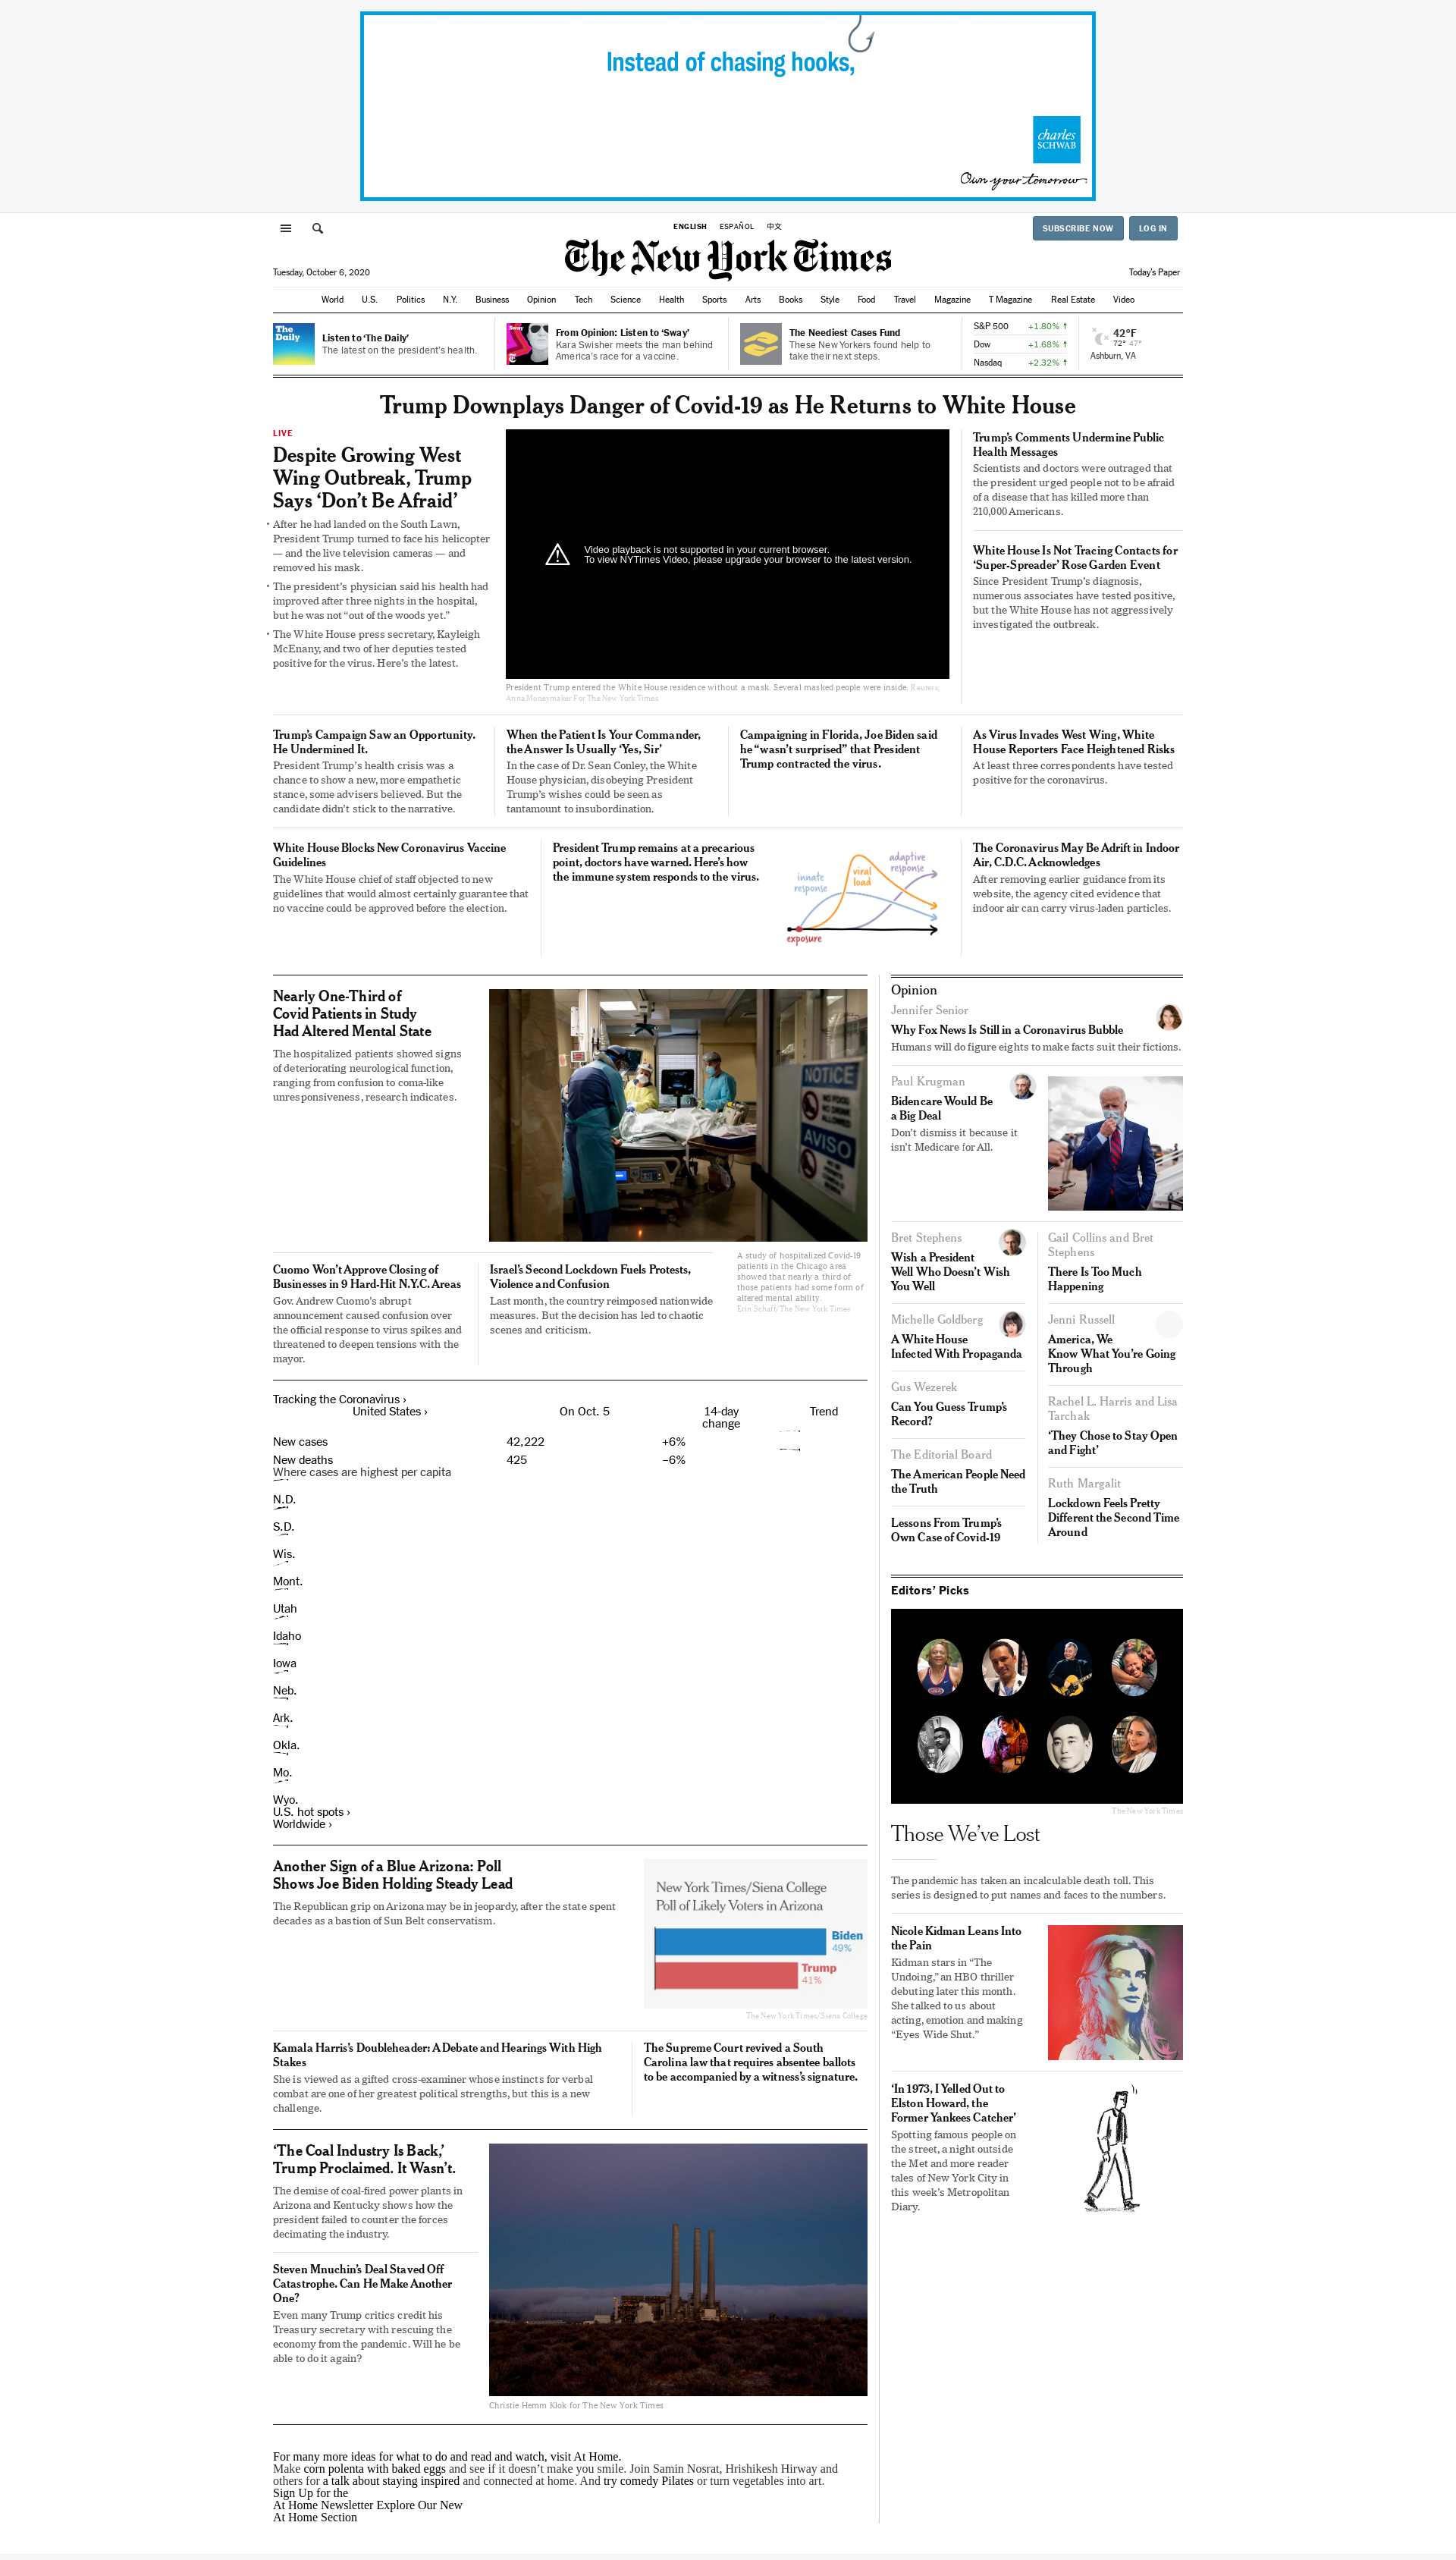 Instead of chasing hooks,
charles
SCHWAB
Own your tomorrow.
ENGLISH ESPAÑOL 中文
SUBSCRIBE NOW LOG IN
The New York Times
Tuesday, October 6, 2020
Today's Paper
World U.S. Politics N.Y. Business Opinion Tech Science Health Sports Arts Books Style Food Travel Magazine T Magazine Real Estate Video
The
Daily
Listen to ‘The Daily’
The latest on the president’s health.
Sway
From Opinion: Listen to ‘Sway’
Kara Swisher meets the man behind
America’s race for a vaccine.
The Neediest Cases Fund
These New Yorkers found help to
take their next steps.
S&P 500 +1.80% ↑
Dow +1.68% ↑
Nasdaq +2.32% ↑
42°F
72° 47°
Ashburn, VA
Trump Downplays Danger of Covid-19 as He Returns to White House
LIVE
Despite Growing West
Wing Outbreak, Trump
Says ‘Don’t Be Afraid’
• After he had landed on the South Lawn,
President Trump turned to face his helicopter
— and the live television cameras — and
removed his mask.
• The president’s physician said his health had
improved after three nights in the hospital,
but he was not “out of the woods yet.”
• The White House press secretary, Kayleigh
McEnany, and two of her deputies tested
positive for the virus. Here’s the latest.
Video playback is not supported in your current browser.
To view NYTimes Video, please upgrade your browser to the latest version.
President Trump entered the White House residence without a mask. Several masked people were inside. Reuters;
Anna Moneymaker For The New York Times
Trump’s Comments Undermine Public
Health Messages
Scientists and doctors were outraged that
the president urged people not to be afraid
of a disease that has killed more than
210,000 Americans.
White House Is Not Tracing Contacts for
‘Super-Spreader’ Rose Garden Event
Since President Trump’s diagnosis,
numerous associates have tested positive,
but the White House has not aggressively
investigated the outbreak.
Trump’s Campaign Saw an Opportunity.
He Undermined It.
President Trump’s health crisis was a
chance to show a new, more empathetic
stance, some advisers believed. But the
candidate didn’t stick to the narrative.
When the Patient Is Your Commander,
the Answer Is Usually ‘Yes, Sir’
In the case of Dr. Sean Conley, the White
House physician, disobeying President
Trump’s wishes could be seen as
tantamount to insubordination.
Campaigning in Florida, Joe Biden said
he “wasn’t surprised” that President
Trump contracted the virus.
As Virus Invades West Wing, White
House Reporters Face Heightened Risks
At least three correspondents have tested
positive for the coronavirus.
White House Blocks New Coronavirus Vaccine
Guidelines
The White House chief of staff objected to new
guidelines that would almost certainly guarantee that
no vaccine could be approved before the election.
President Trump remains at a precarious
point, doctors have warned. Here’s how
the immune system responds to the virus.
innate
response
viral
load
adaptive
response
exposure
The Coronavirus May Be Adrift in Indoor
Air, C.D.C. Acknowledges
After removing earlier guidance from its
website, the agency cited evidence that
indoor air can carry virus-laden particles.
Nearly One-Third of
Covid Patients in Study
Had Altered Mental State
The hospitalized patients showed signs
of deteriorating neurological function,
ranging from confusion to coma-like
unresponsiveness, research indicates.
NOTICE
AVISO
A study of hospitalized Covid-19
patients in the Chicago area
showed that nearly a third of
those patients had some form of
altered mental ability.
Erin Schaff/The New York Times
Cuomo Won’t Approve Closing of
Businesses in 9 Hard-Hit N.Y.C. Areas
Gov. Andrew Cuomo’s abrupt
announcement caused confusion over
the official response to virus spikes and
threatened to deepen tensions with the
mayor.
Israel’s Second Lockdown Fuels Protests,
Violence and Confusion
Last month, the country reimposed nationwide
measures. But the decision has led to chaotic
scenes and criticism.
Tracking the Coronavirus ›
United States › On Oct. 5 14-day
change Trend
New cases 42,222 +6%
New deaths 425 –6%
Where cases are highest per capita
N.D.
S.D.
Wis.
Mont.
Utah
Idaho
Iowa
Neb.
Ark.
Okla.
Mo.
Wyo.
U.S. hot spots ›
Worldwide ›
Another Sign of a Blue Arizona: Poll
Shows Joe Biden Holding Steady Lead
The Republican grip on Arizona may be in jeopardy, after the state spent
decades as a bastion of Sun Belt conservatism.
New York Times/Siena College
Poll of Likely Voters in Arizona
Biden
49%
Trump
41%
The New York Times/Siena College
Kamala Harris’s Doubleheader: A Debate and Hearings With High
Stakes
She is viewed as a gifted cross-examiner whose instincts for verbal
combat are one of her greatest political strengths, but this is a new
challenge.
The Supreme Court revived a South
Carolina law that requires absentee ballots
to be accompanied by a witness’s signature.
‘The Coal Industry Is Back,’
Trump Proclaimed. It Wasn’t.
The demise of coal-fired power plants in
Arizona and Kentucky shows how the
president failed to counter the forces
decimating the industry.
Steven Mnuchin’s Deal Staved Off
Catastrophe. Can He Make Another
One?
Even many Trump critics credit his
Treasury secretary with rescuing the
economy from the pandemic. Will he be
able to do it again?
Christie Hemm Klok for The New York Times
For many more ideas for what to do and read and watch, visit At Home.
Make corn polenta with baked eggs and see if it doesn’t make you smile. Join Samin Nosrat, Hrishikesh Hirway and
others for a talk about staying inspired and connected at home. And try comedy Pilates or turn vegetables into art.
Sign Up for the
At Home Newsletter Explore Our New
At Home Section
Opinion
Jennifer Senior
Why Fox News Is Still in a Coronavirus Bubble
Humans will do figure eights to make facts suit their fictions.
Paul Krugman
Bidencare Would Be
a Big Deal
Don’t dismiss it because it
isn’t Medicare for All.
Bret Stephens
Wish a President
Well Who Doesn’t Wish
You Well
Michelle Goldberg
A White House
Infected With Propaganda
Gus Wezerek
Can You Guess Trump’s
Record?
The Editorial Board
The American People Need
the Truth
Lessons From Trump’s
Own Case of Covid-19
Gail Collins and Bret
Stephens
There Is Too Much
Happening
Jenni Russell
America, We
Know What You’re Going
Through
Rachel L. Harris and Lisa
Tarchak
‘They Chose to Stay Open
and Fight’
Ruth Margalit
Lockdown Feels Pretty
Different the Second Time
Around
Editors’ Picks
The New York Times
Those We’ve Lost
The pandemic has taken an incalculable death toll. This
series is designed to put names and faces to the numbers.
Nicole Kidman Leans Into
the Pain
Kidman stars in “The
Undoing,” an HBO thriller
debuting later this month.
She talked to us about
acting, emotion and making
“Eyes Wide Shut.”
‘In 1973, I Yelled Out to
Elston Howard, the
Former Yankees Catcher’
Spotting famous people on
the street, a night outside
the Met and more reader
tales of New York City in
this week’s Metropolitan
Diary.